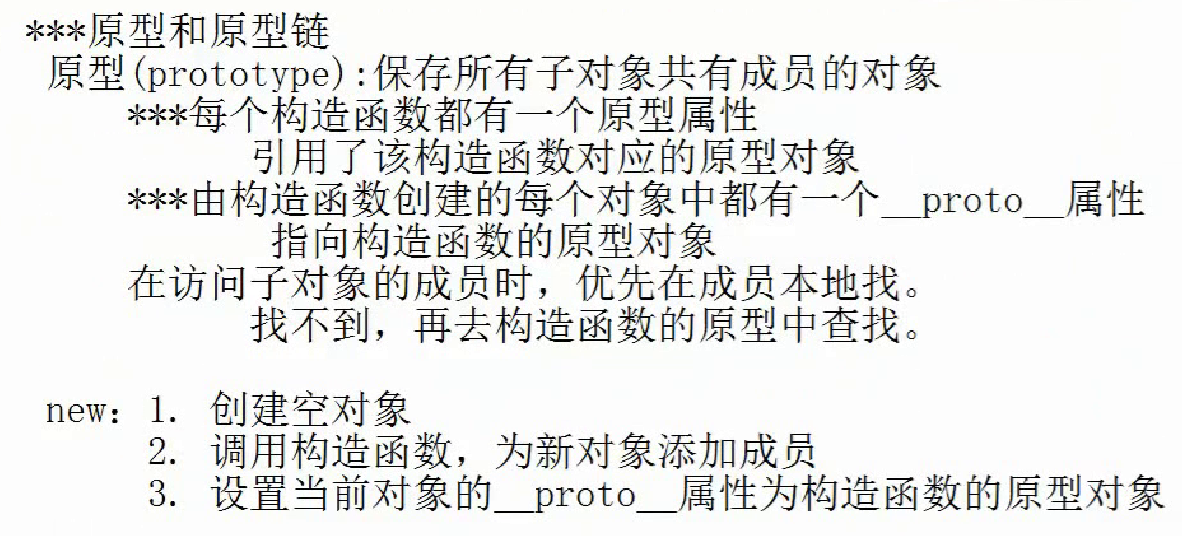 ***原型和原型链
原型(prototype):保存所有子对象共有成员的对象
***每个构造函数都有一个原型属性
引用了该构造函数对应的原型对象
***由构造函数创建的每个对象中都有一个__proto__属性
指向构造函数的原型对象
在访问子对象的成员时，优先在成员本地找。
找不到，再去构造函数的原型中查找。
new：1. 创建空对象
2. 调用构造函数，为新对象添加成员
3. 设置当前对象的__proto__属性为构造函数的原型对象